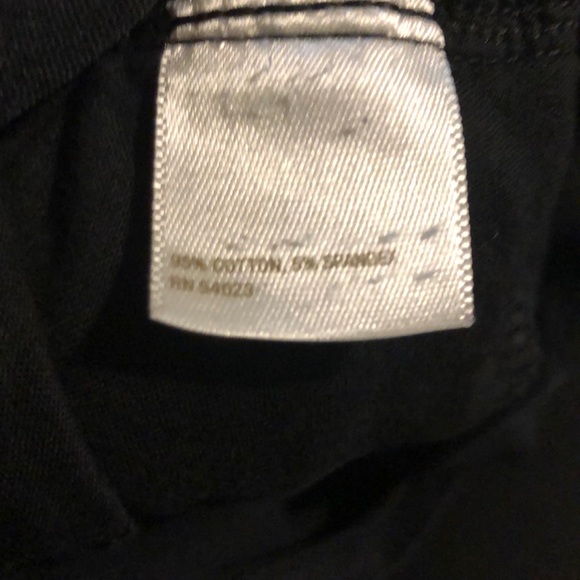 95% COTTON, 5% SPANDEX
RN 54023